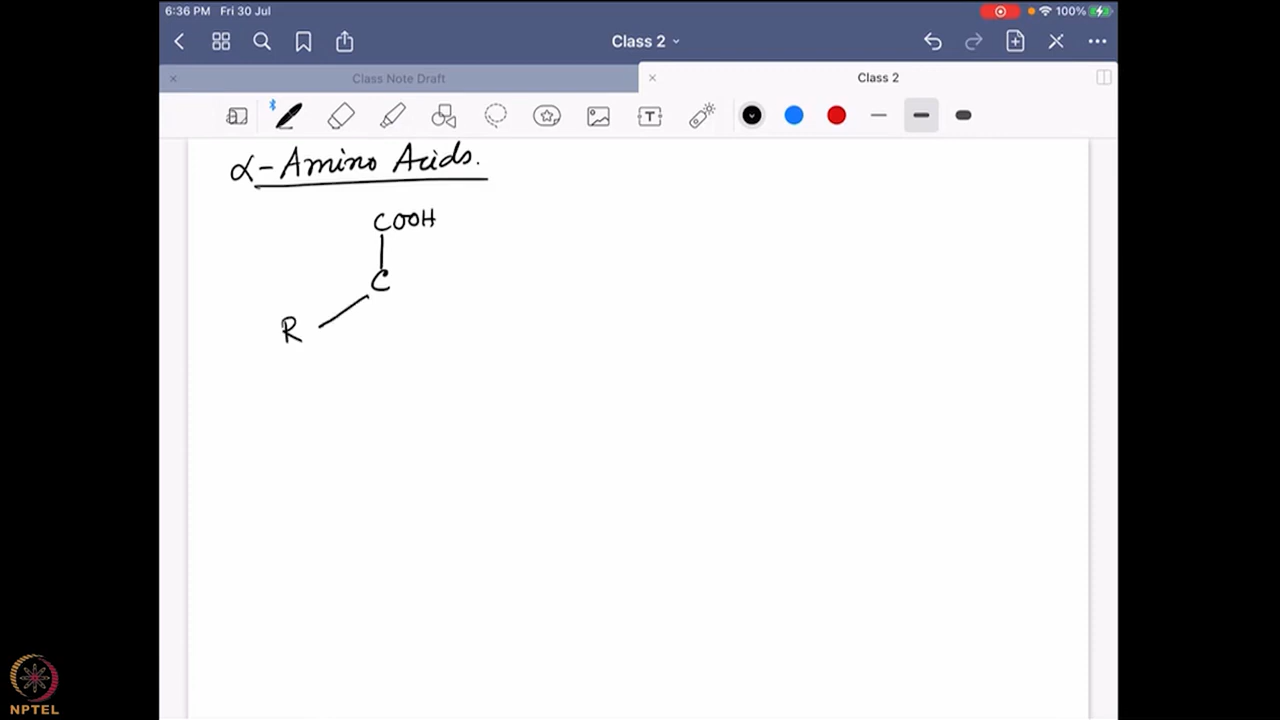 6:36 PM Fri 30 Jul
100%
Class 2
Class Note Draft
Class 2
T
α-Amino Acids.
COOH
C
R
NPTEL